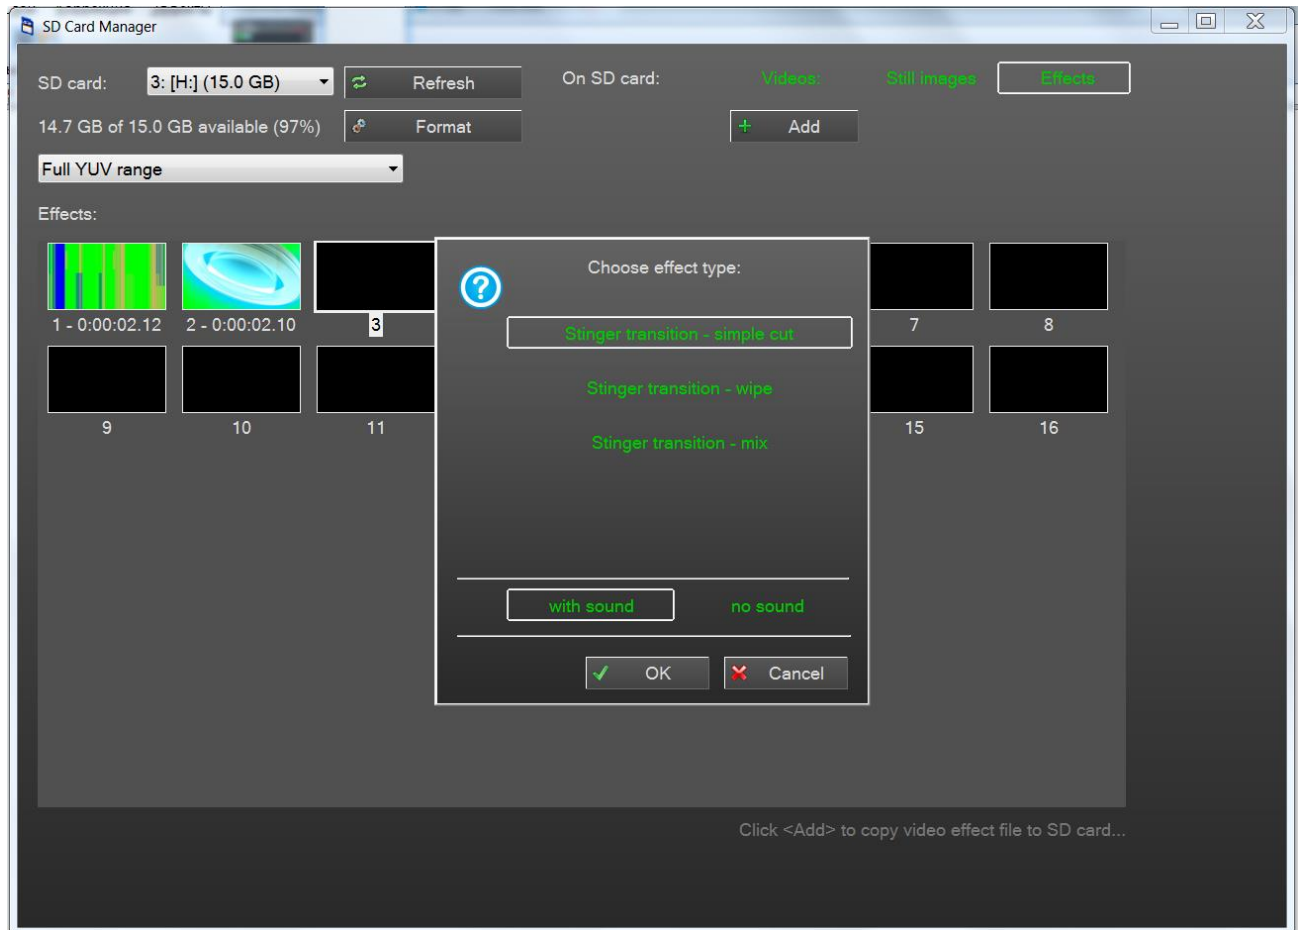 SD Card Manager
SD card: 3: [H:] (15.0 GB) Refresh On SD card: Videos: Still images Effects
14.7 GB of 15.0 GB available (97%) Format Add
Full YUV range
Effects:
Choose effect type:
1 - 0:00:02.12 2 - 0:00:02.10 3 7 8
Stinger transition - simple cut
Stinger transition - wipe
9 10 11 15 16
Stinger transition - mix
with sound no sound
OK Cancel
Click <Add> to copy video effect file to SD card...